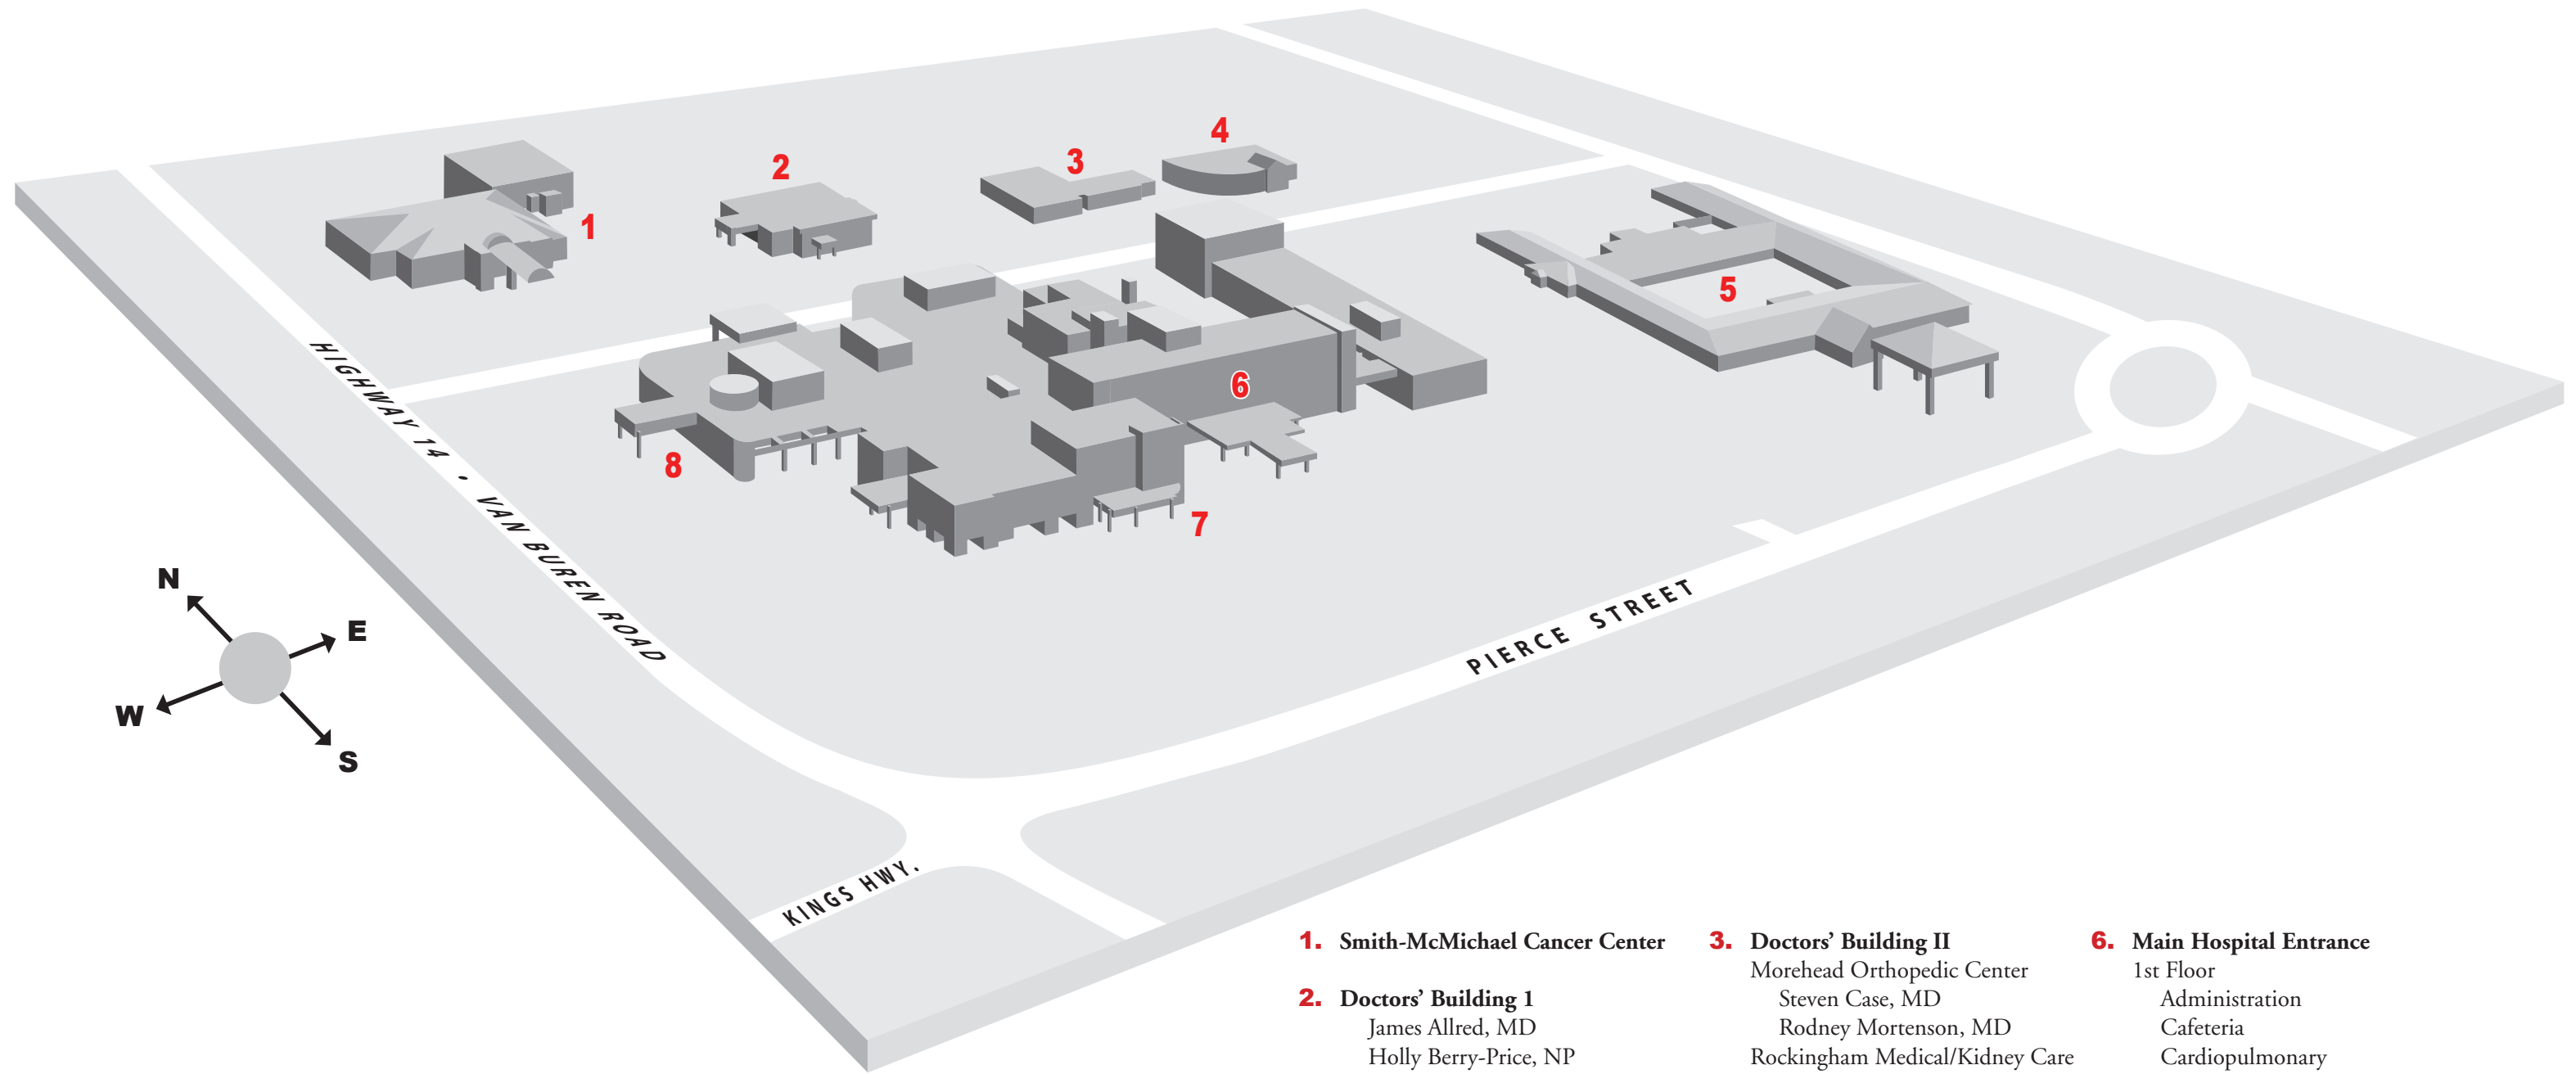 4
2
3
1
5
6
8
7
HIGHWAY 14 • VAN BUREN ROAD
N
E
W
S
PIERCE STREET
KINGS HWY.
1. Smith-McMichael Cancer Center
2. Doctors’ Building 1
James Allred, MD
Holly Berry-Price, NP
3. Doctors’ Building II
Morehead Orthopedic Center
Steven Case, MD
Rodney Mortenson, MD
Rockingham Medical/Kidney Care
6. Main Hospital Entrance
1st Floor
Administration
Cafeteria
Cardiopulmonary